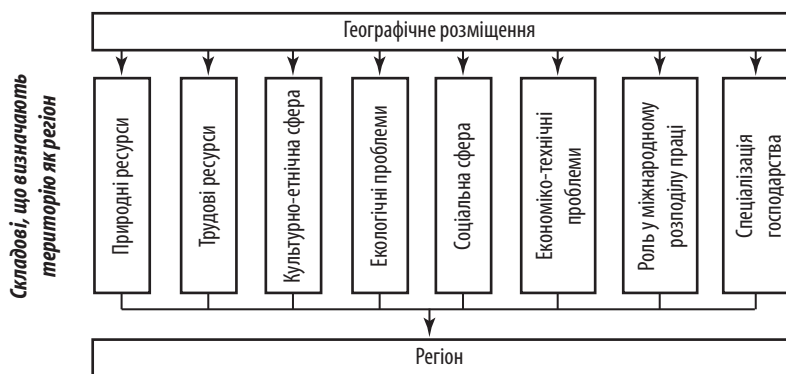 Географічне розміщення
Складові, що визначають
територію як регіон
Природні ресурси
Трудові ресурси
Культурно-етнічна сфера
Екологічні проблеми
Соціальна сфера
Економіко-технічні
проблеми
Роль у міжнародному
розподілу праці
Спеціалізація
господарства
Регіон